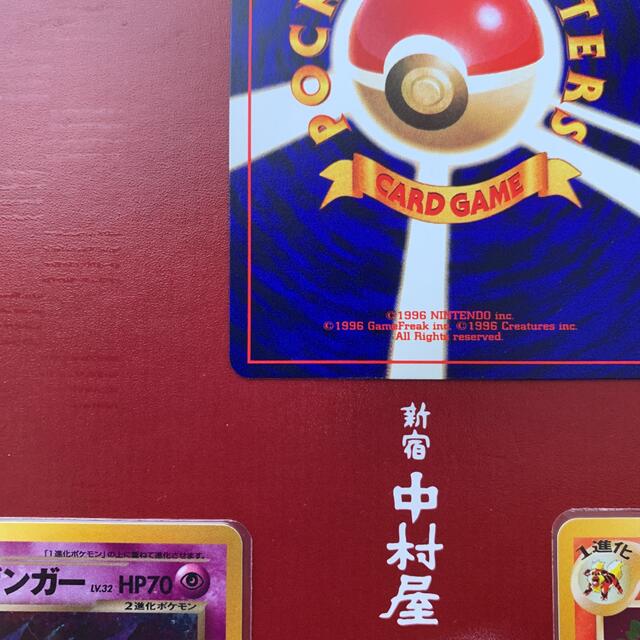 POC
TERS
CARD GAME
©1996 NINTENDO inc.
©1996 GameFreak inc. ©1996 Creatures inc.
All Rights reserved.
新宿
中村屋
「1進化ポケモン」の上に重ねて進化させます。
ンガー LV.32 HP70
2進化ポケモン
1進化